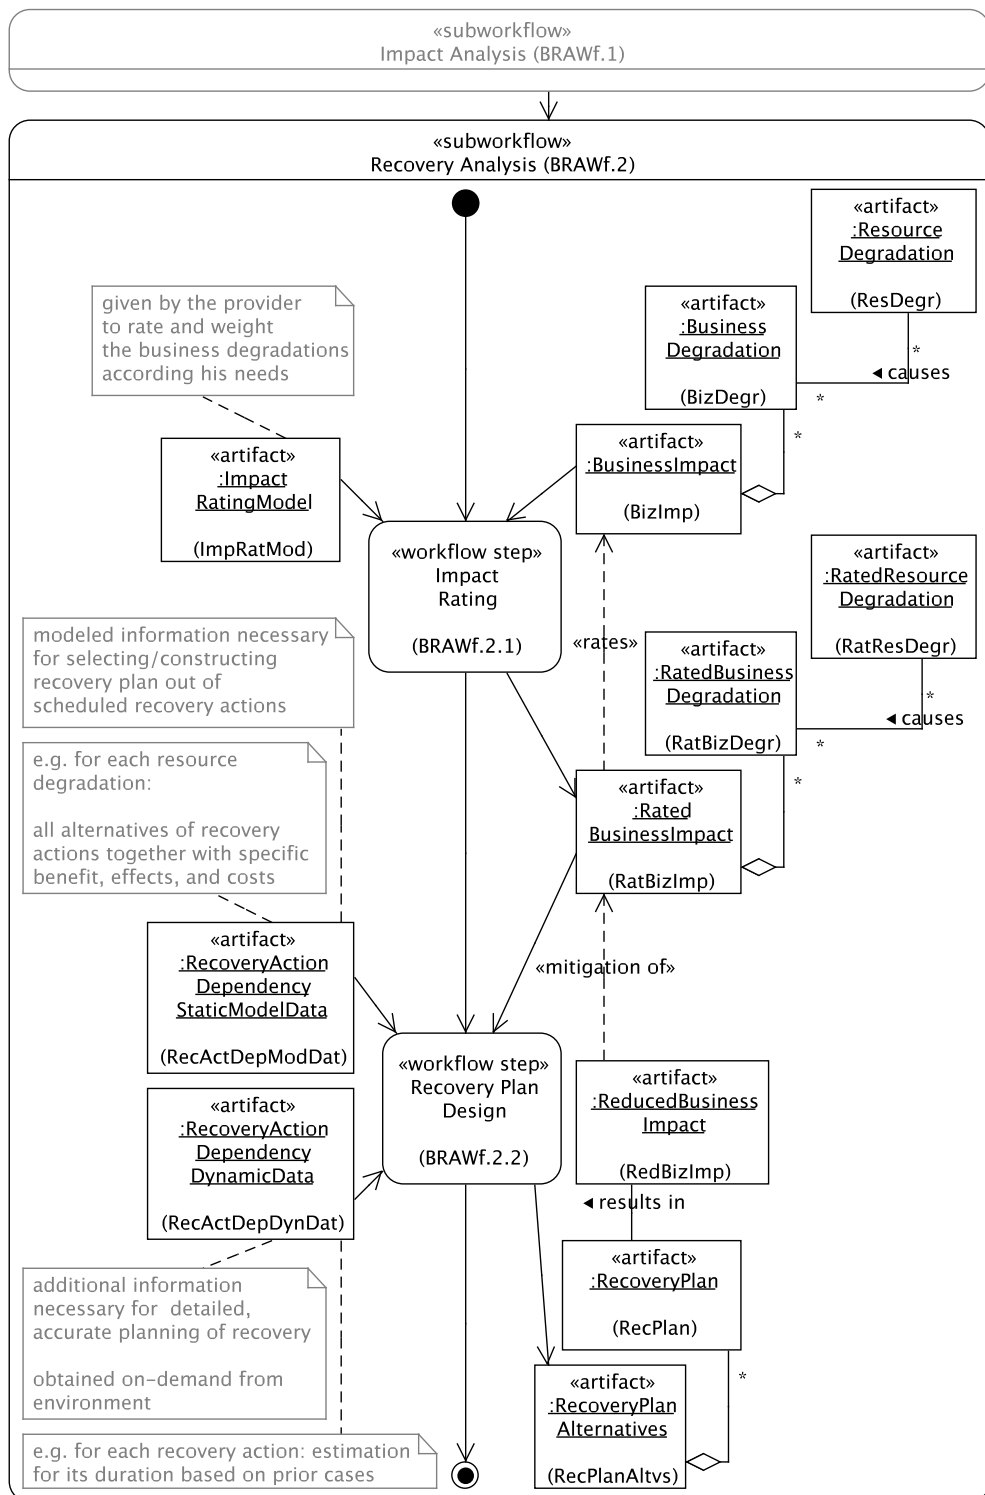 «subworkflow»
Impact Analysis (BRAWf.1)
«subworkflow»
Recovery Analysis (BRAWf.2)
«artifact»
:Resource
Degradation
(ResDegr)
given by the provider
to rate and weight
the business degradations
according his needs
«artifact»
:Business
Degradation
(BizDegr)
*
◄ causes
*
*
«artifact»
:Impact
RatingModel
(ImpRatMod)
«artifact»
:BusinessImpact
(BizImp)
«workflow step»
Impact
Rating
(BRAWf.2.1)
«artifact»
:RatedResource
Degradation
(RatResDegr)
modeled information necessary
for selecting/constructing
recovery plan out of
scheduled recovery actions
«rates»
«artifact»
:RatedBusiness
Degradation
(RatBizDegr)
*
◄ causes
*
*
e.g. for each resource
degradation:
all alternatives of recovery
actions together with specific
benefit, effects, and costs
«artifact»
:Rated
BusinessImpact
(RatBizImp)
«artifact»
:RecoveryAction
Dependency
StaticModelData
(RecActDepModDat)
«mitigation of»
«workflow step»
Recovery Plan
Design
(BRAWf.2.2)
«artifact»
:ReducedBusiness
Impact
(RedBizImp)
«artifact»
:RecoveryAction
Dependency
DynamicData
(RecActDepDynDat)
◄ results in
«artifact»
:RecoveryPlan
(RecPlan)
*
additional information
necessary for  detailed,
accurate planning of recovery
obtained on-demand from
environment
«artifact»
:RecoveryPlan
Alternatives
(RecPlanAltvs)
e.g. for each recovery action: estimation
for its duration based on prior cases